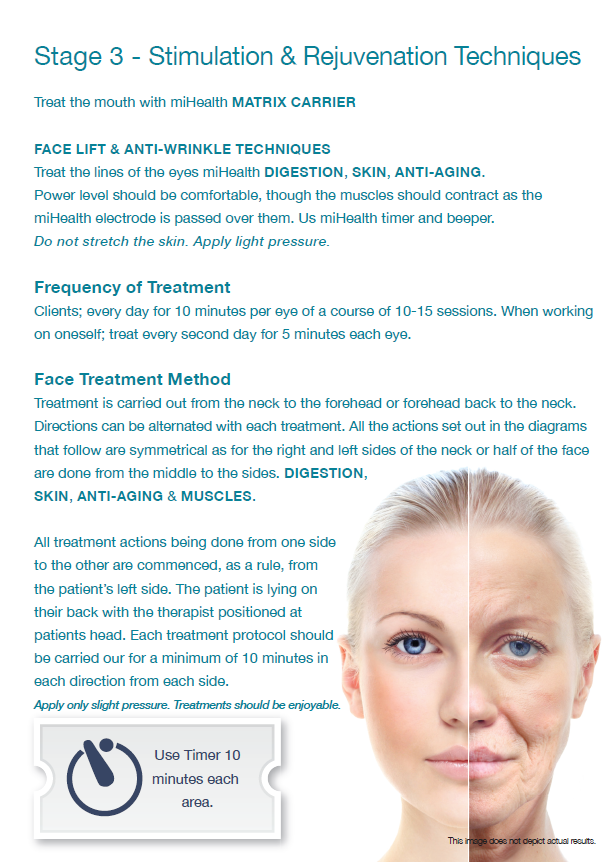 Stage 3 - Stimulation & Rejuvenation Techniques
Treat the mouth with miHealth MATRIX CARRIER
FACE LIFT & ANTI-WRINKLE TECHNIQUES
Treat the lines of the eyes miHealth DIGESTION, SKIN, ANTI-AGING.
Power level should be comfortable, though the muscles should contract as the
miHealth electrode is passed over them. Us miHealth timer and beeper.
Do not stretch the skin. Apply light pressure.
Frequency of Treatment
Clients; every day for 10 minutes per eye of a course of 10-15 sessions. When working
on oneself; treat every second day for 5 minutes each eye.
Face Treatment Method
Treatment is carried out from the neck to the forehead or forehead back to the neck.
Directions can be alternated with each treatment. All the actions set out in the diagrams
that follow are symmetrical as for the right and left sides of the neck or half of the face
are done from the middle to the sides. DIGESTION,
SKIN, ANTI-AGING & MUSCLES.
All treatment actions being done from one side
to the other are commenced, as a rule, from
the patient's left side. The patient is lying on
their back with the therapist positioned at
patients head. Each treatment protocol should
be carried our for a minimum of 10 minutes in
each direction from each side.
Apply only slight pressure. Treatments should be enjoyable.
Use Timer 10
minutes each
area.
This image does not depict actual results.